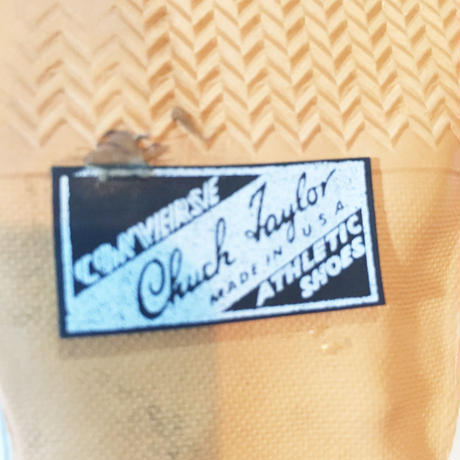 CONVERSE
Chuck Taylor
MADE IN U S A
ATHLETIC
SHOES